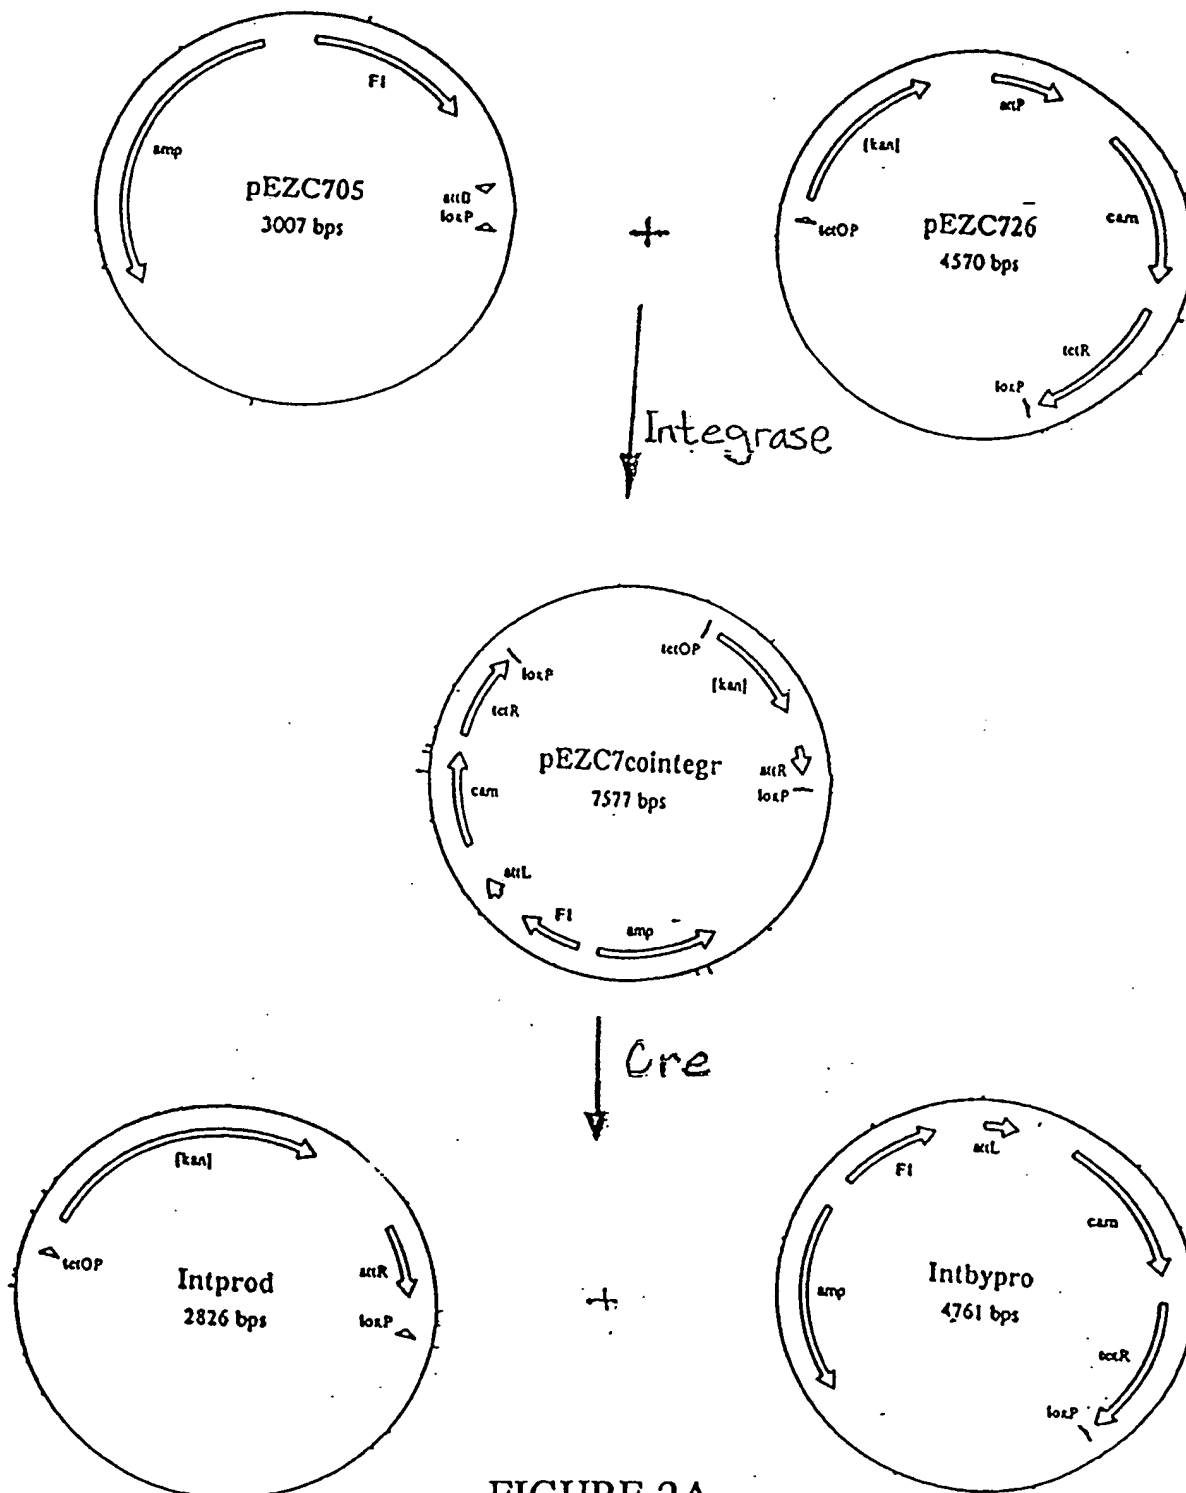 F1
amp
pEZC705
3007 bps
attB
loxP
+
attP
[kan]
cam
tetOP
pEZC726
4570 bps
tetR
loxP
Integrase
tetOP
loxP
[kan]
tetR
pEZC7cointegr
7577 bps
attR
loxP
cam
attL
F1
amp
Cre
[kan]
tetOP
Intprod
2826 bps
attR
loxP
+
attL
F1
cam
amp
Intbypro
4761 bps
tetR
loxP
FIGURE 2A